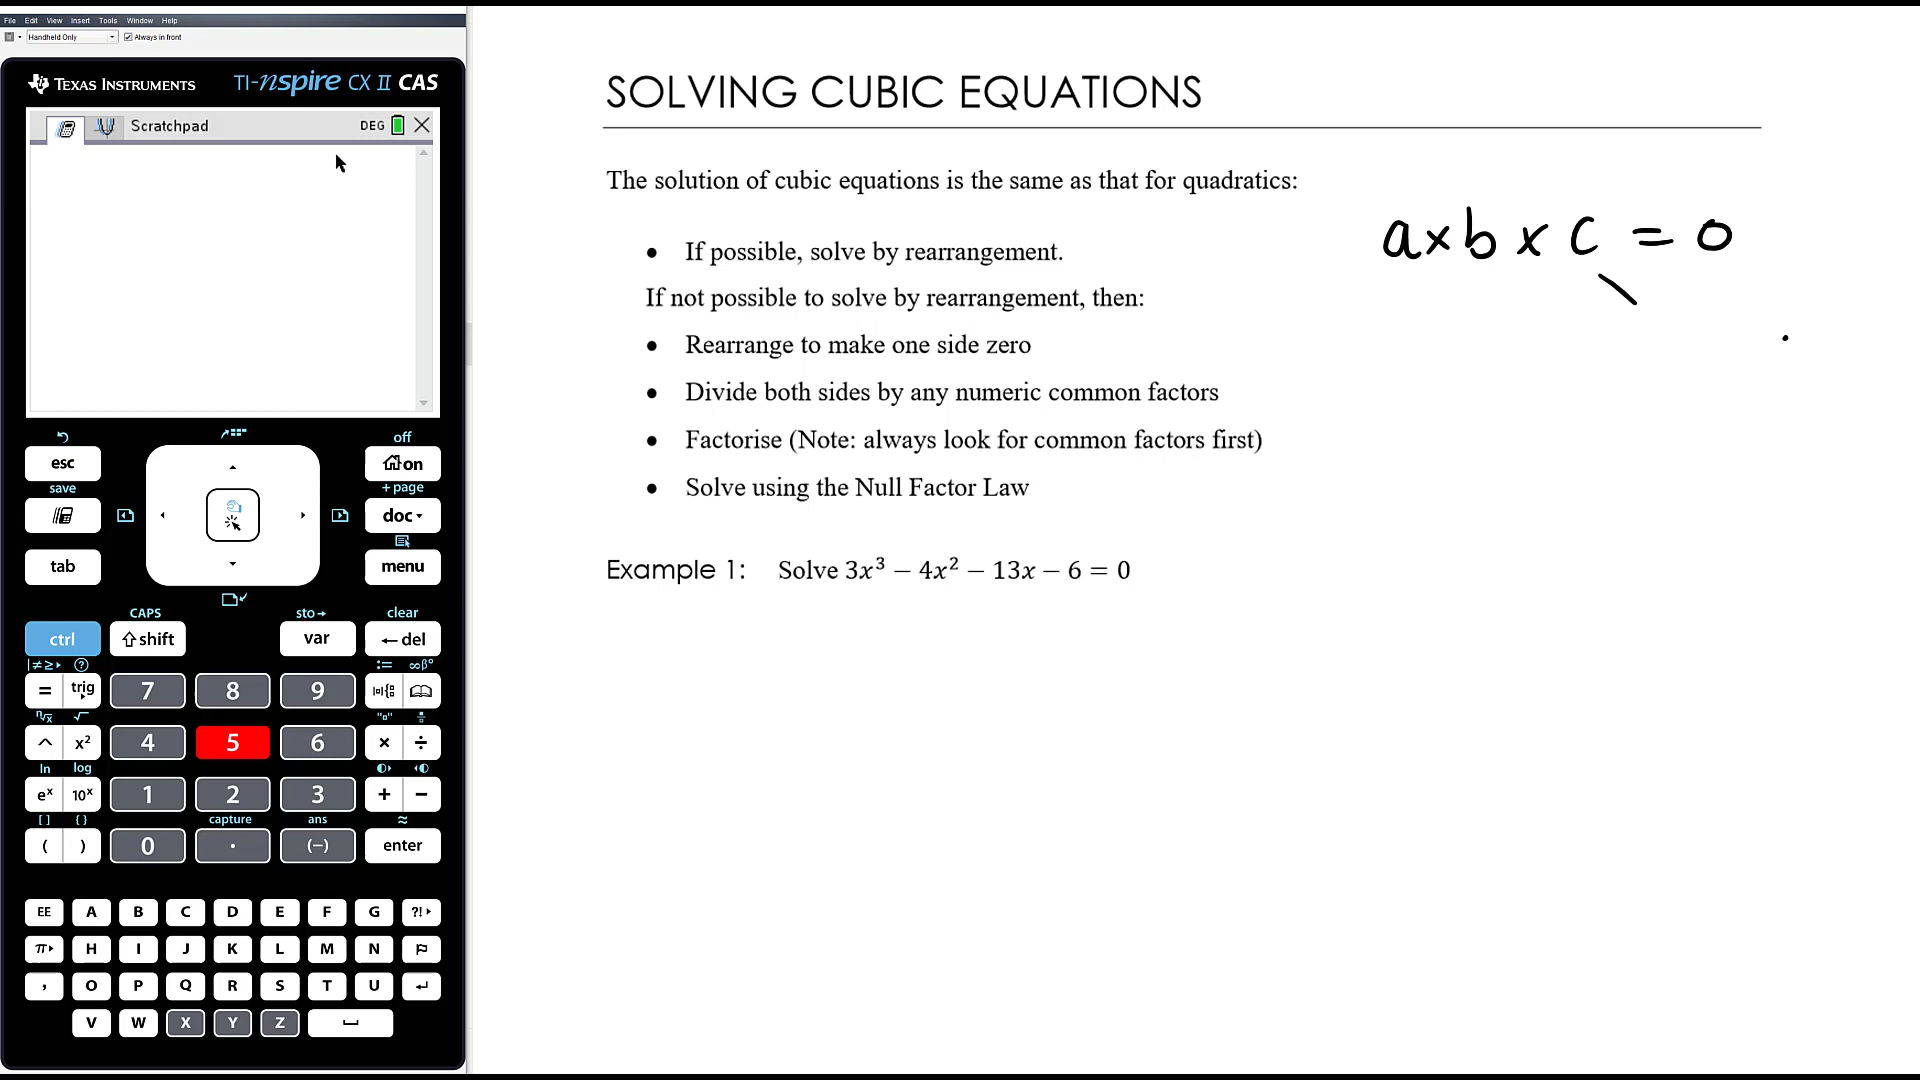 File Edit View Insert Tools Window Help
Handheld Only Always in front
TEXAS INSTRUMENTS TI-nspire CX II CAS
Scratchpad DEG
off
esc on
save + page
doc
tab menu
CAPS sto→ clear
ctrl ⇧shift var ←del
|≠≥▸ ? := ∞β°
= trig 7 8 9
ⁿ√x √
^ x² 4 5 6 × ÷
ln log
eˣ 10ˣ 1 2 3 + −
[ ] { } capture ans ≈
( ) 0 . (−) enter
EE A B C D E F G ?!▸
π▸ H I J K L M N
, O P Q R S T U ↵
V W X Y Z
SOLVING CUBIC EQUATIONS
The solution of cubic equations is the same as that for quadratics:
a×b×c = 0
• If possible, solve by rearrangement.
If not possible to solve by rearrangement, then:
• Rearrange to make one side zero
• Divide both sides by any numeric common factors
• Factorise (Note: always look for common factors first)
• Solve using the Null Factor Law
Example 1: Solve 3x³ − 4x² − 13x − 6 = 0